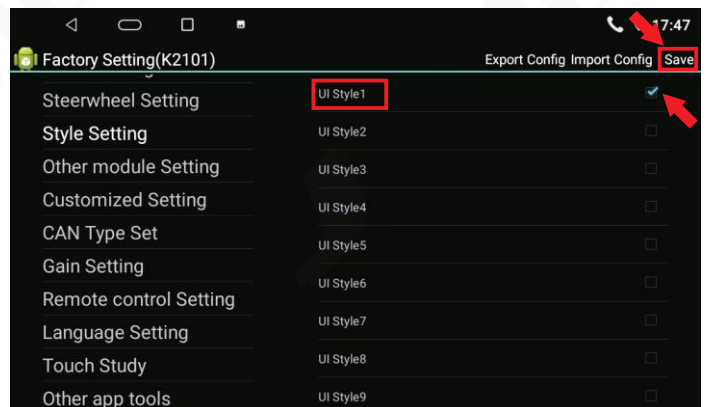 17:47
Factory Setting(K2101)
Export Config Import Config Save
Steerwheel Setting
Style Setting
Other module Setting
Customized Setting
CAN Type Set
Gain Setting
Remote control Setting
Language Setting
Touch Study
Other app tools
UI Style1
UI Style2
UI Style3
UI Style4
UI Style5
UI Style6
UI Style7
UI Style8
UI Style9